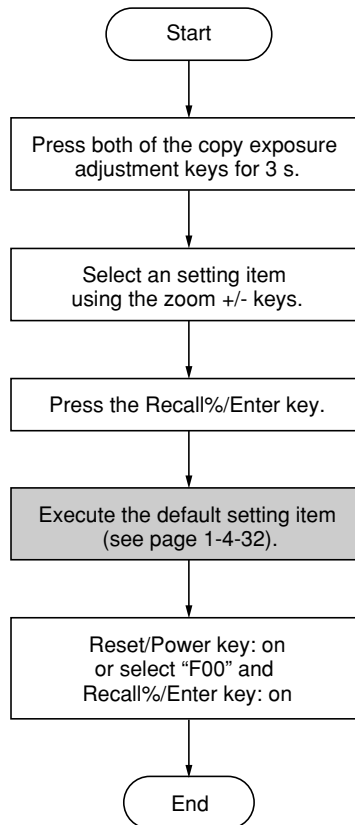 Start
Press both of the copy exposure
adjustment keys for 3 s.
Select an setting item
using the zoom +/- keys.
Press the Recall%/Enter key.
Execute the default setting item
(see page 1-4-32).
Reset/Power key: on
or select “F00” and
Recall%/Enter key: on
End